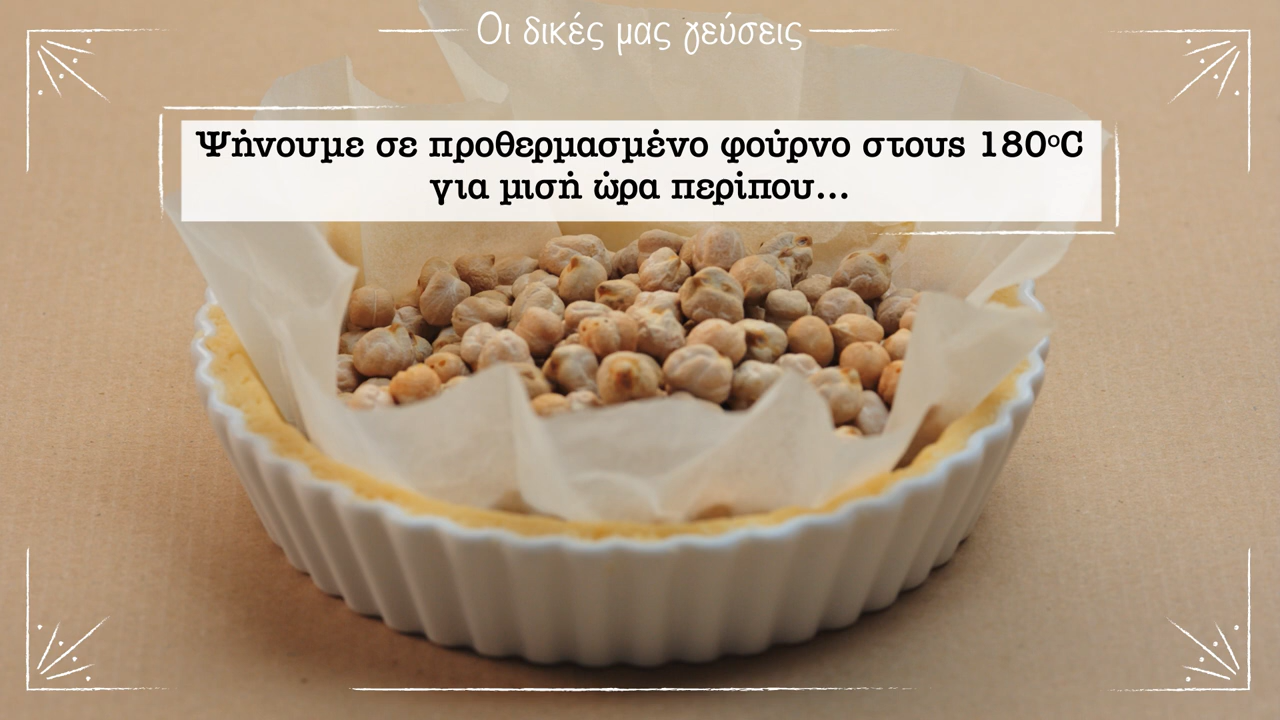 Οι δικές μας γεύσεις
Ψήνουμε σε προθερμασμένο φούρνο στους 180οC
για μισή ώρα περίπου...